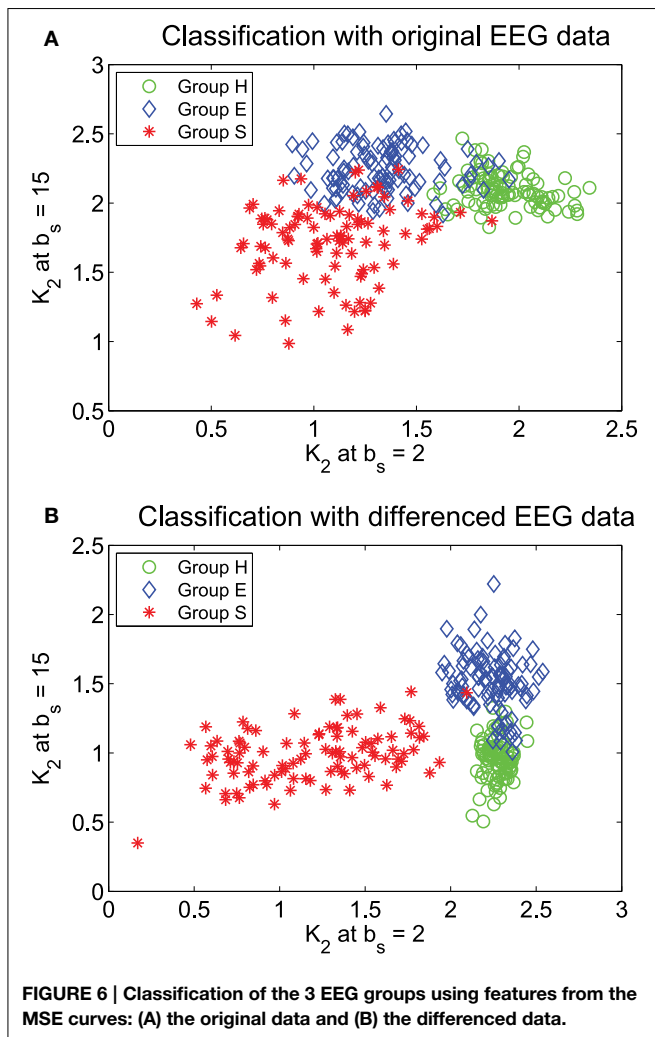 A
Classification with original EEG data
3
2.5
2
1.5
1
0.5
Group H
Group E
Group S
K2 at bs = 15
0 0.5 1 1.5 2 2.5
K2 at bs = 2
B
Classification with differenced EEG data
2.5
2
1.5
1
0.5
0
Group H
Group E
Group S
K2 at bs = 15
0 0.5 1 1.5 2 2.5 3
K2 at bs = 2
FIGURE 6 | Classification of the 3 EEG groups using features from the
MSE curves: (A) the original data and (B) the differenced data.